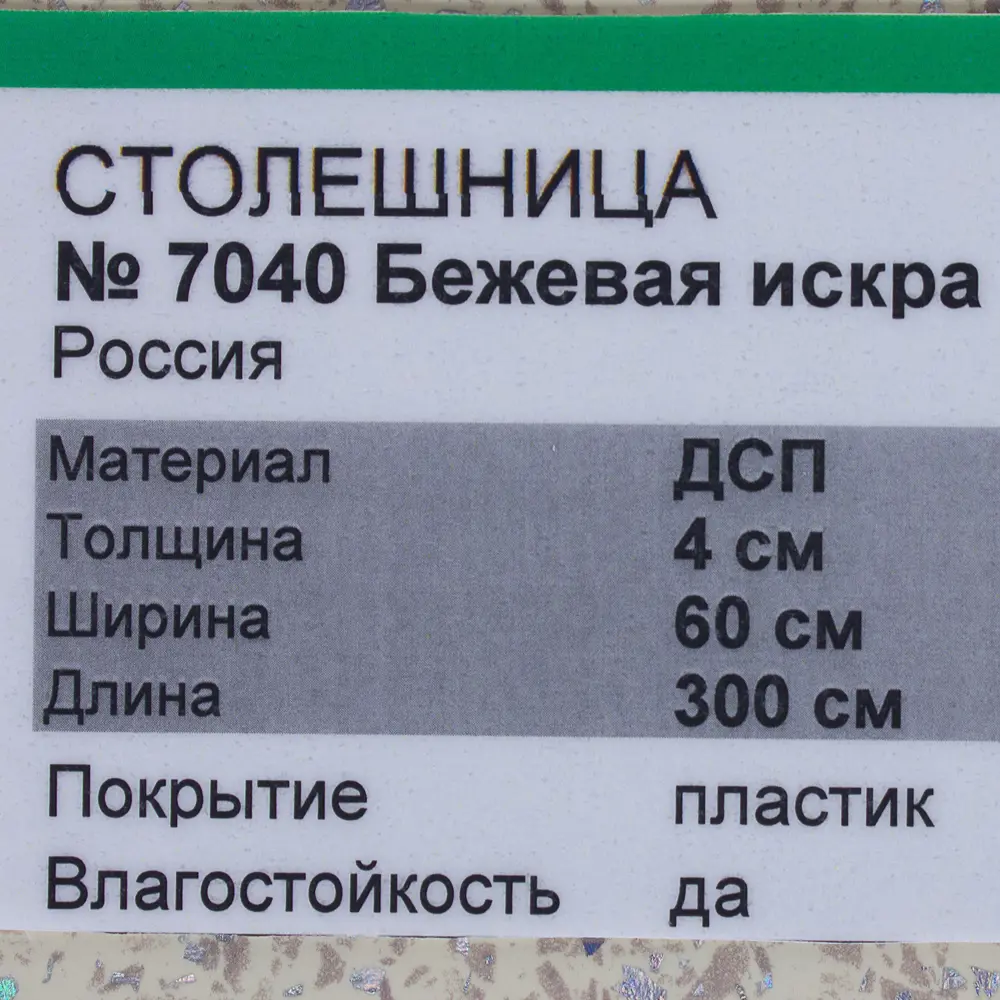 СТОЛЕШНИЦА
№ 7040 Бежевая искра
Россия
Материал ДСП
Толщина 4 см
Ширина 60 см
Длина 300 см
Покрытие пластик
Влагостойкость да